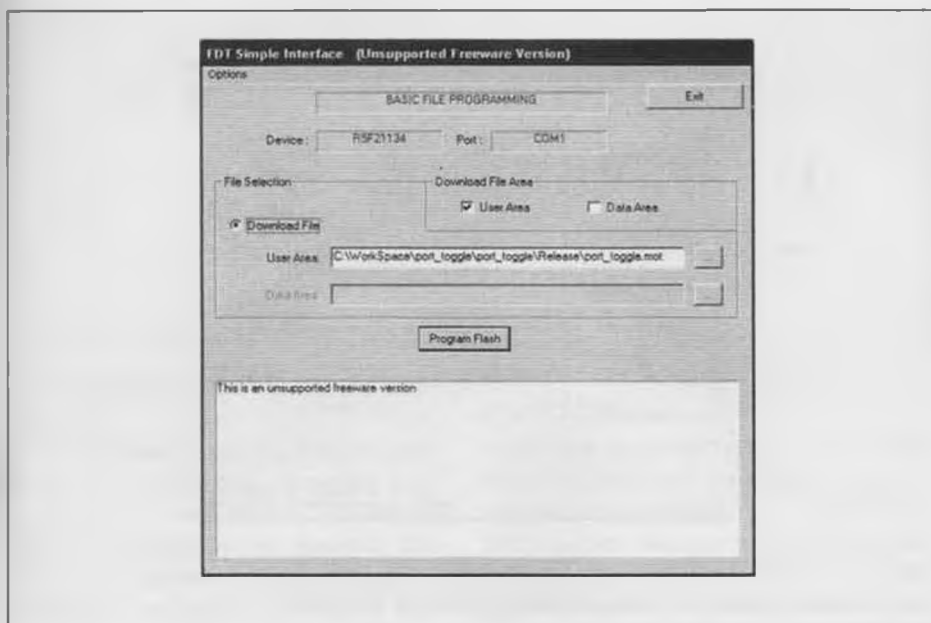 FDT Simple Interface (Unsupported Freeware Version)
Options
BASIC FILE PROGRAMMING
Exit
Device : R5F21134 Port : COM1
File Selection
Download File Area
User Area Data Area
Download File
User Area C:\WorkSpace\port_toggle\port_toggle\Release\port_toggle.mot ...
Data Area ...
Program Flash
This is an unsupported freeware version